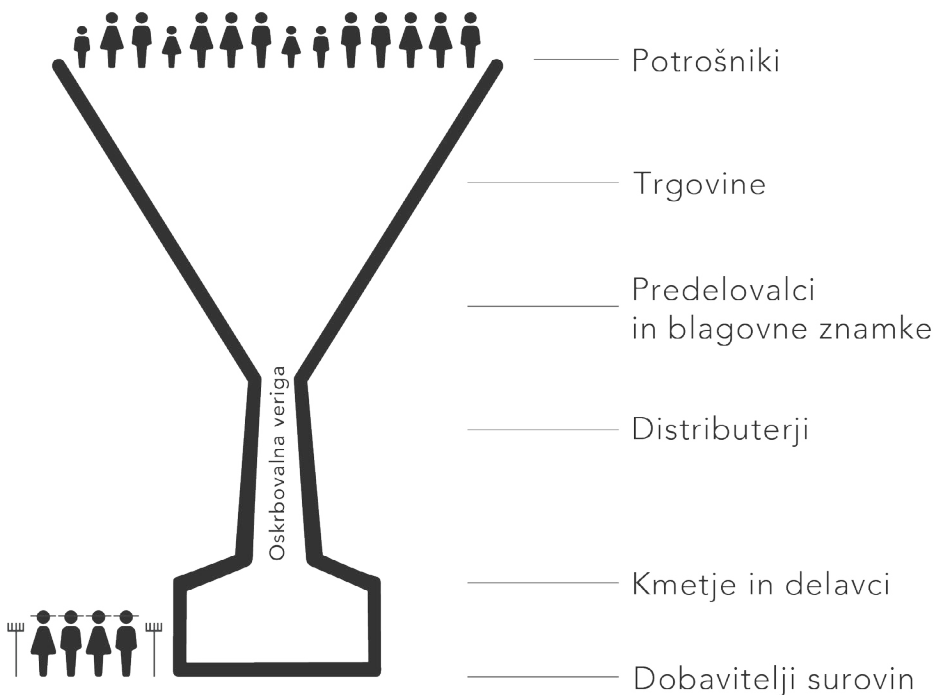 Potrošniki
Trgovine
Predelovalci
in blagovne znamke
Distributerji
Oskrbovalna veriga
Kmetje in delavci
Dobavitelji surovin